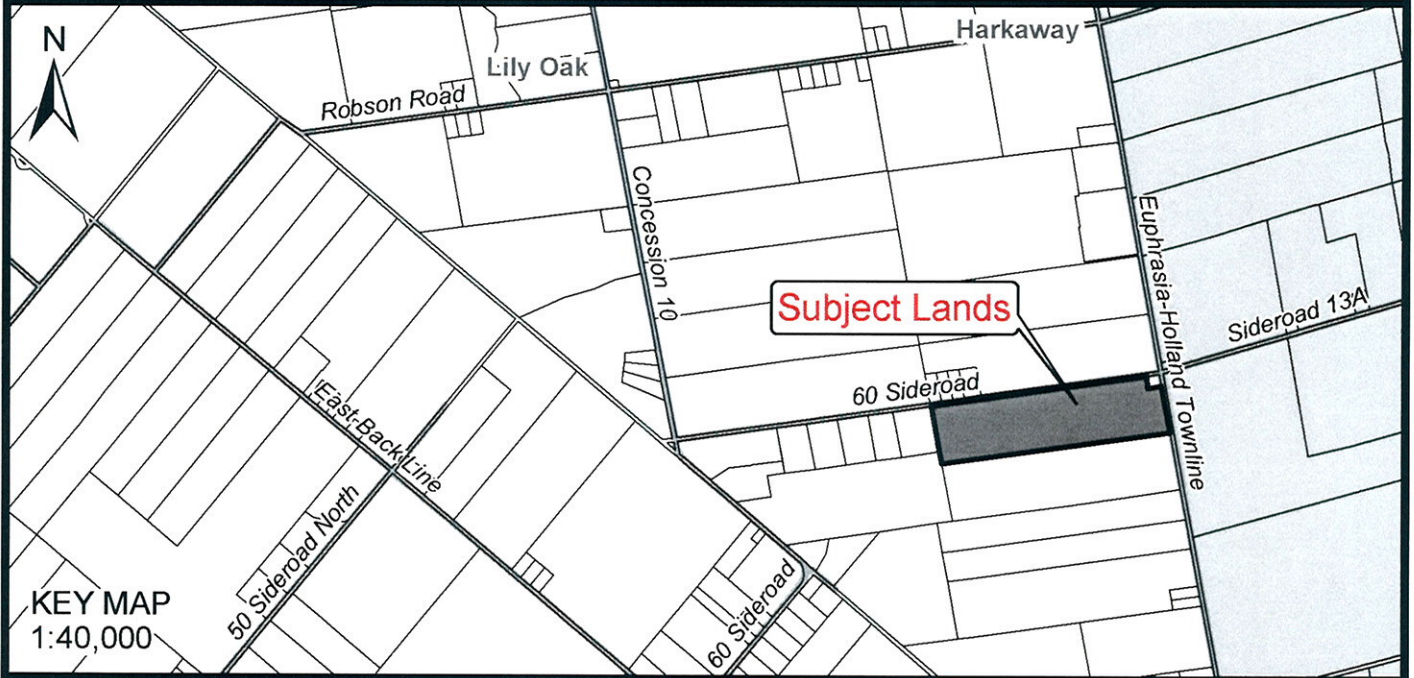 N
Harkaway
Lily Oak
Robson Road
Concession 10
Euphrasia-Holland Townline
Subject Lands
Sideroad 13A
60 Sideroad
East Back Line
50 Sideroad North
60 Sideroad
KEY MAP
1:40,000